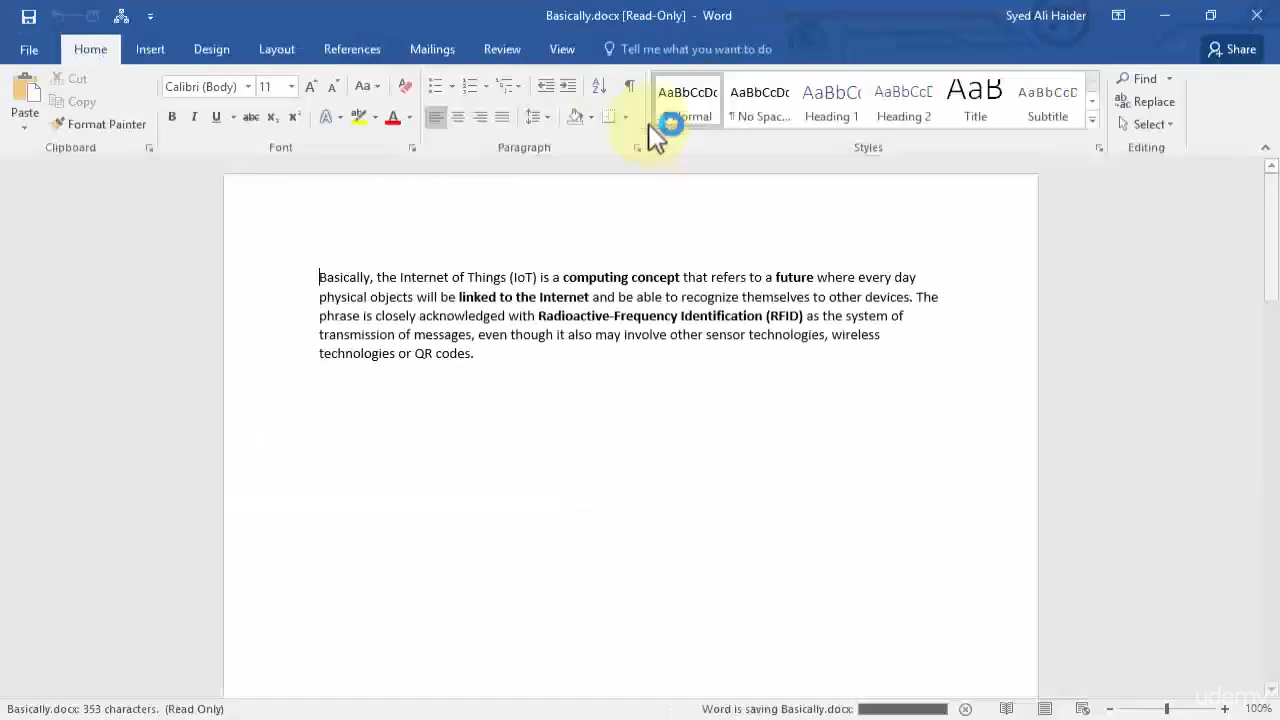 Basically.docx [Read-Only] - Word
Syed Ali Haider
File Home Insert Design Layout References Mailings Review View Tell me what you want to do Share
Paste
Cut
Copy
Format Painter
Clipboard
Calibri (Body) 11
Font
Paragraph
AaBbCcDc AaBbCcDc AaBbCc AaBbCcD AaB AaBbCcD
¶ No Spac... Heading 1 Heading 2 Title Subtitle
Styles
Find
Replace
Select
Editing
Basically, the Internet of Things (IoT) is a computing concept that refers to a future where every day
physical objects will be linked to the Internet and be able to recognize themselves to other devices. The
phrase is closely acknowledged with Radioactive-Frequency Identification (RFID) as the system of
transmission of messages, even though it also may involve other sensor technologies, wireless
technologies or QR codes.
Basically.docx: 353 characters. (Read Only)
Word is saving Basically.docx:
100%
udemy